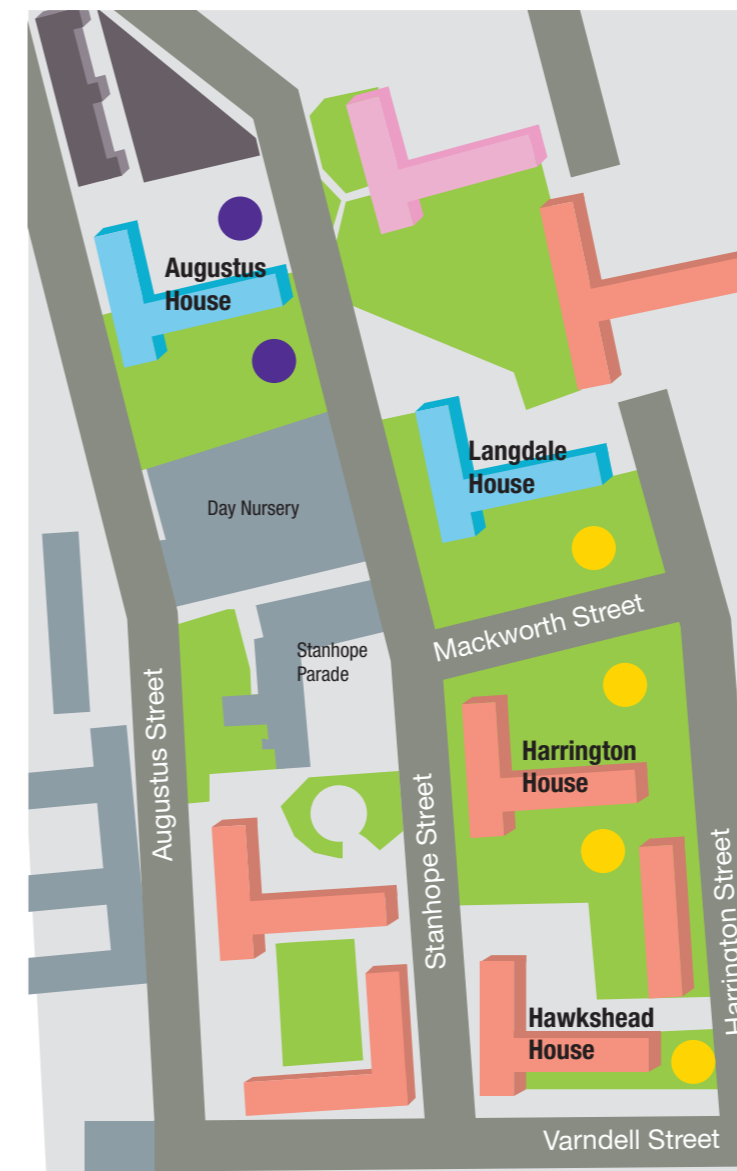 Augustus
House
Langdale
House
Day Nursery
Mackworth Street
Stanhope
Parade
Augustus Street
Harrington
House
Stanhope Street
Harrington Street
Hawkshead
House
Varndell Street